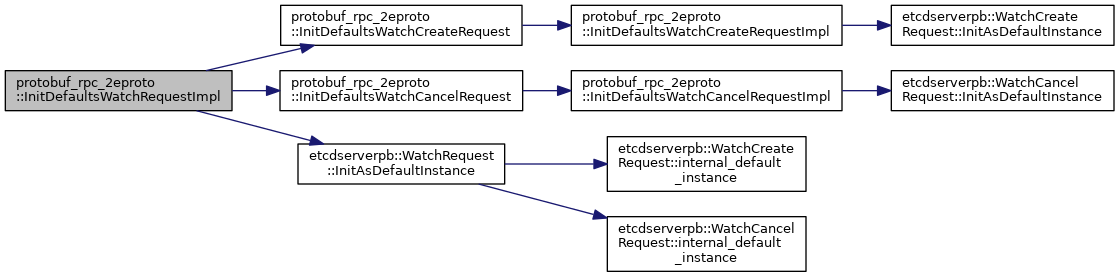 protobuf_rpc_2eproto
::InitDefaultsWatchRequestImpl
protobuf_rpc_2eproto
::InitDefaultsWatchCreateRequest
protobuf_rpc_2eproto
::InitDefaultsWatchCreateRequestImpl
etcdserverpb::WatchCreate
Request::InitAsDefaultInstance
protobuf_rpc_2eproto
::InitDefaultsWatchCancelRequest
protobuf_rpc_2eproto
::InitDefaultsWatchCancelRequestImpl
etcdserverpb::WatchCancel
Request::InitAsDefaultInstance
etcdserverpb::WatchRequest
::InitAsDefaultInstance
etcdserverpb::WatchCreate
Request::internal_default
_instance
etcdserverpb::WatchCancel
Request::internal_default
_instance